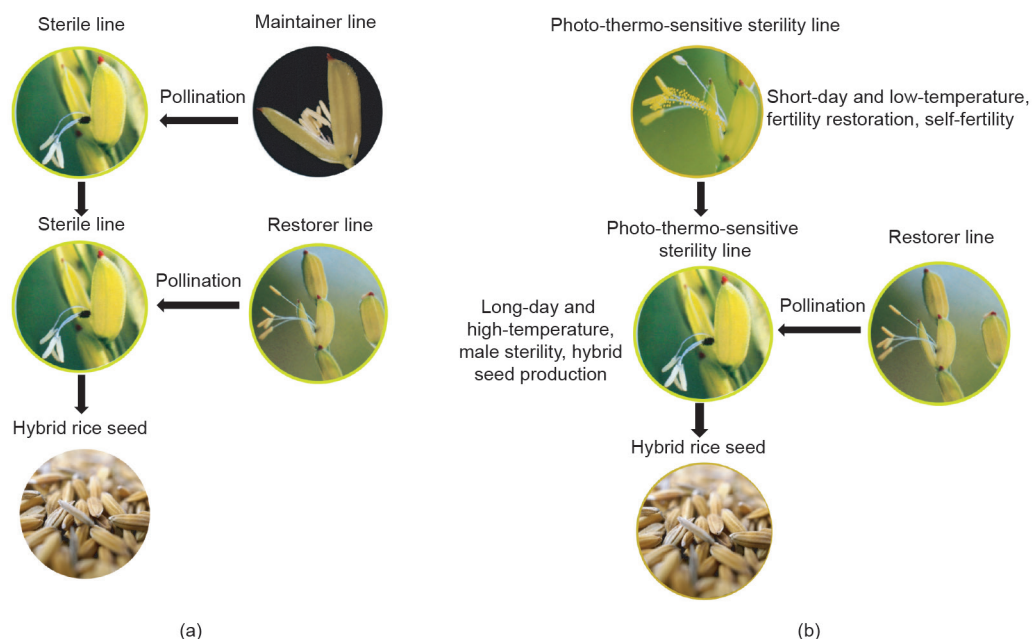 Sterile line
Maintainer line
Pollination
Sterile line
Restorer line
Pollination
Hybrid rice seed
(a)
Photo-thermo-sensitive sterility line
Short-day and low-temperature,
fertility restoration, self-fertility
Photo-thermo-sensitive
sterility line
Restorer line
Long-day and
high-temperature,
male sterility, hybrid
seed production
Pollination
Hybrid rice seed
(b)